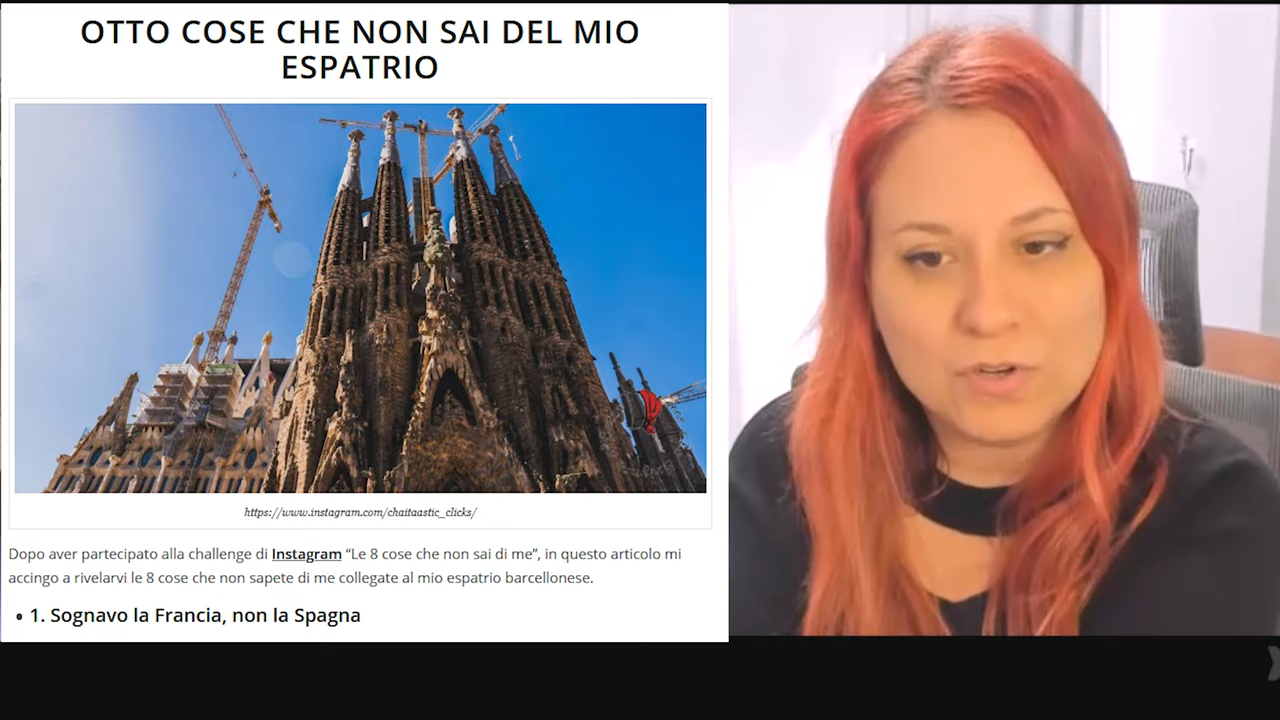 OTTO COSE CHE NON SAI DEL MIO
ESPATRIO
https://www.instagram.com/chaitaastic_clicks/
Dopo aver partecipato alla challenge di Instagram “Le 8 cose che non sai di me”, in questo articolo mi
accingo a rivelarvi le 8 cose che non sapete di me collegate al mio espatrio barcellonese.
• 1. Sognavo la Francia, non la Spagna